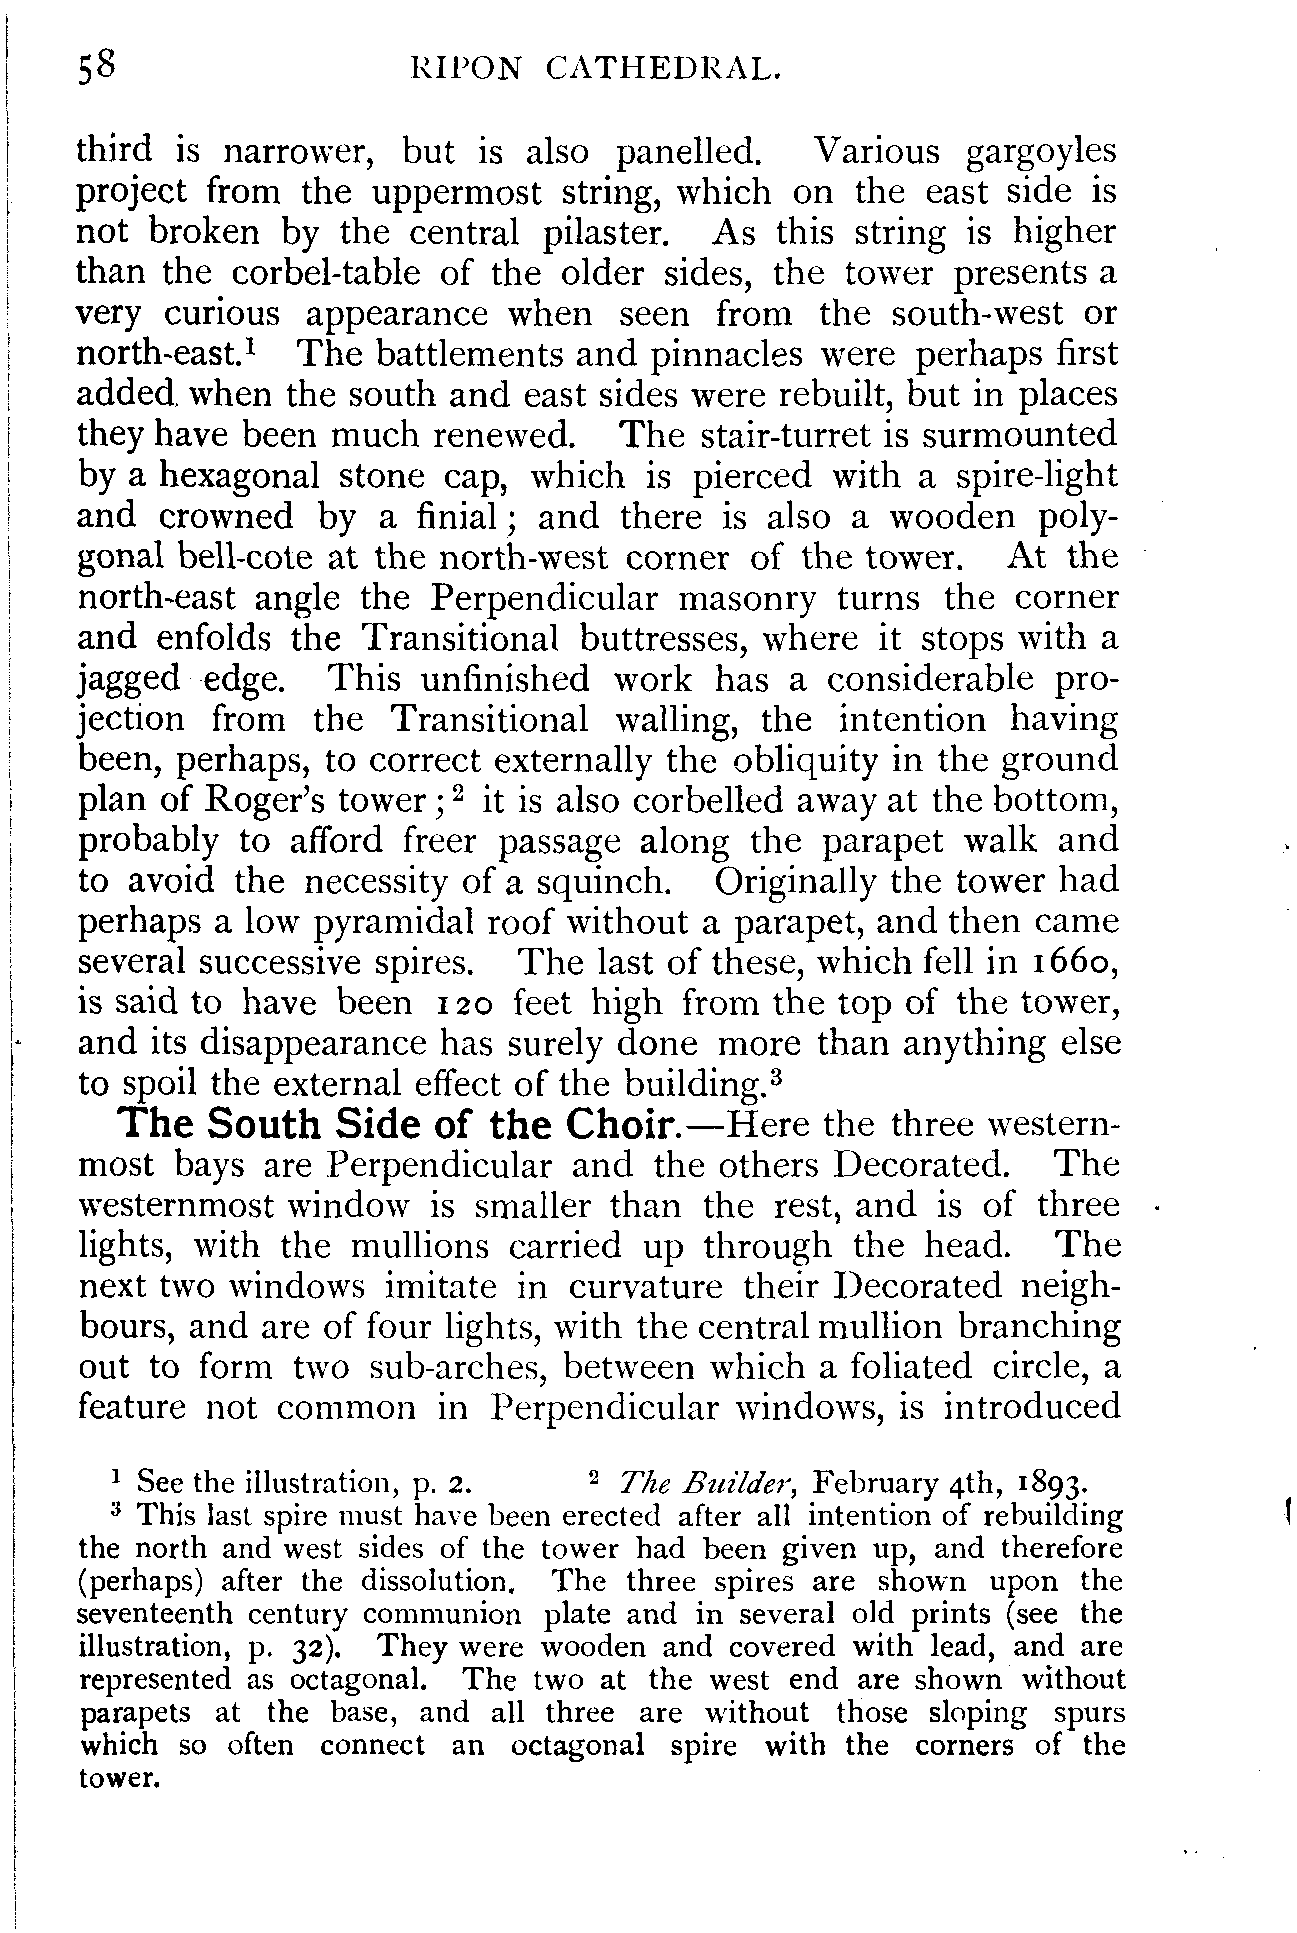 58 RIPON CATHEDRAL.
third is narrower, but is also panelled. Various gargoyles
project from the uppermost string, which on the east side is
not broken by the central pilaster. As this string is higher
than the corbel-table of the older sides, the tower presents a
very curious appearance when seen from the south-west or
north-east.¹ The battlements and pinnacles were perhaps first
added when the south and east sides were rebuilt, but in places
they have been much renewed. The stair-turret is surmounted
by a hexagonal stone cap, which is pierced with a spire-light
and crowned by a finial; and there is also a wooden poly-
gonal bell-cote at the north-west corner of the tower. At the
north-east angle the Perpendicular masonry turns the corner
and enfolds the Transitional buttresses, where it stops with a
jagged edge. This unfinished work has a considerable pro-
jection from the Transitional walling, the intention having
been, perhaps, to correct externally the obliquity in the ground
plan of Roger's tower;² it is also corbelled away at the bottom,
probably to afford freer passage along the parapet walk and
to avoid the necessity of a squinch. Originally the tower had
perhaps a low pyramidal roof without a parapet, and then came
several successive spires. The last of these, which fell in 1660,
is said to have been 120 feet high from the top of the tower,
and its disappearance has surely done more than anything else
to spoil the external effect of the building.³
The South Side of the Choir.—Here the three western-
most bays are Perpendicular and the others Decorated. The
westernmost window is smaller than the rest, and is of three
lights, with the mullions carried up through the head. The
next two windows imitate in curvature their Decorated neigh-
bours, and are of four lights, with the central mullion branching
out to form two sub-arches, between which a foliated circle, a
feature not common in Perpendicular windows, is introduced
¹ See the illustration, p. 2. ² The Builder, February 4th, 1893.
³ This last spire must have been erected after all intention of rebuilding
the north and west sides of the tower had been given up, and therefore
(perhaps) after the dissolution. The three spires are shown upon the
seventeenth century communion plate and in several old prints (see the
illustration, p. 32). They were wooden and covered with lead, and are
represented as octagonal. The two at the west end are shown without
parapets at the base, and all three are without those sloping spurs
which so often connect an octagonal spire with the corners of the
tower.